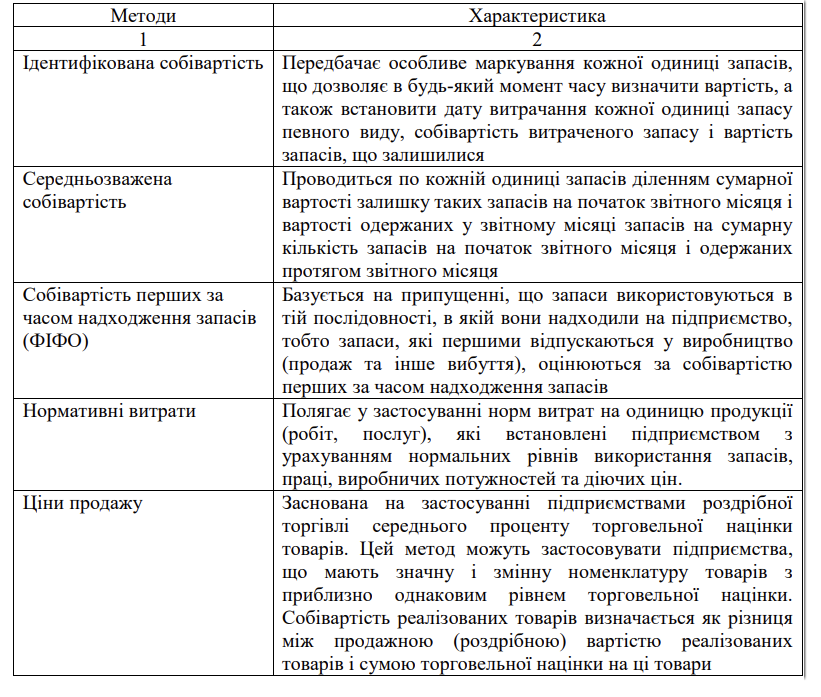 Методи
Характеристика
1
2
Ідентифікована собівартість
Передбачає особливе маркування кожної одиниці запасів,
що дозволяє в будь-який момент часу визначити вартість, а
також встановити дату витрачання кожної одиниці запасу
певного виду, собівартість витраченого запасу і вартість
запасів, що залишилися
Середньозважена
собівартість
Проводиться по кожній одиниці запасів діленням сумарної
вартості залишку таких запасів на початок звітного місяця і
вартості одержаних у звітному місяці запасів на сумарну
кількість запасів на початок звітного місяця і одержаних
протягом звітного місяця
Собівартість перших за
часом надходження запасів
(ФІФО)
Базується на припущенні, що запаси використовуються в
тій послідовності, в якій вони надходили на підприємство,
тобто запаси, які першими відпускаються у виробництво
(продаж та інше вибуття), оцінюються за собівартістю
перших за часом надходження запасів
Нормативні витрати
Полягає у застосуванні норм витрат на одиницю продукції
(робіт, послуг), які встановлені підприємством з
урахуванням нормальних рівнів використання запасів,
праці, виробничих потужностей та діючих цін.
Ціни продажу
Заснована на застосуванні підприємствами роздрібної
торгівлі середнього проценту торговельної націнки
товарів. Цей метод можуть застосовувати підприємства,
що мають значну і змінну номенклатуру товарів з
приблизно однаковим рівнем торговельної націнки.
Собівартість реалізованих товарів визначається як різниця
між продажною (роздрібною) вартістю реалізованих
товарів і сумою торговельної націнки на ці товари